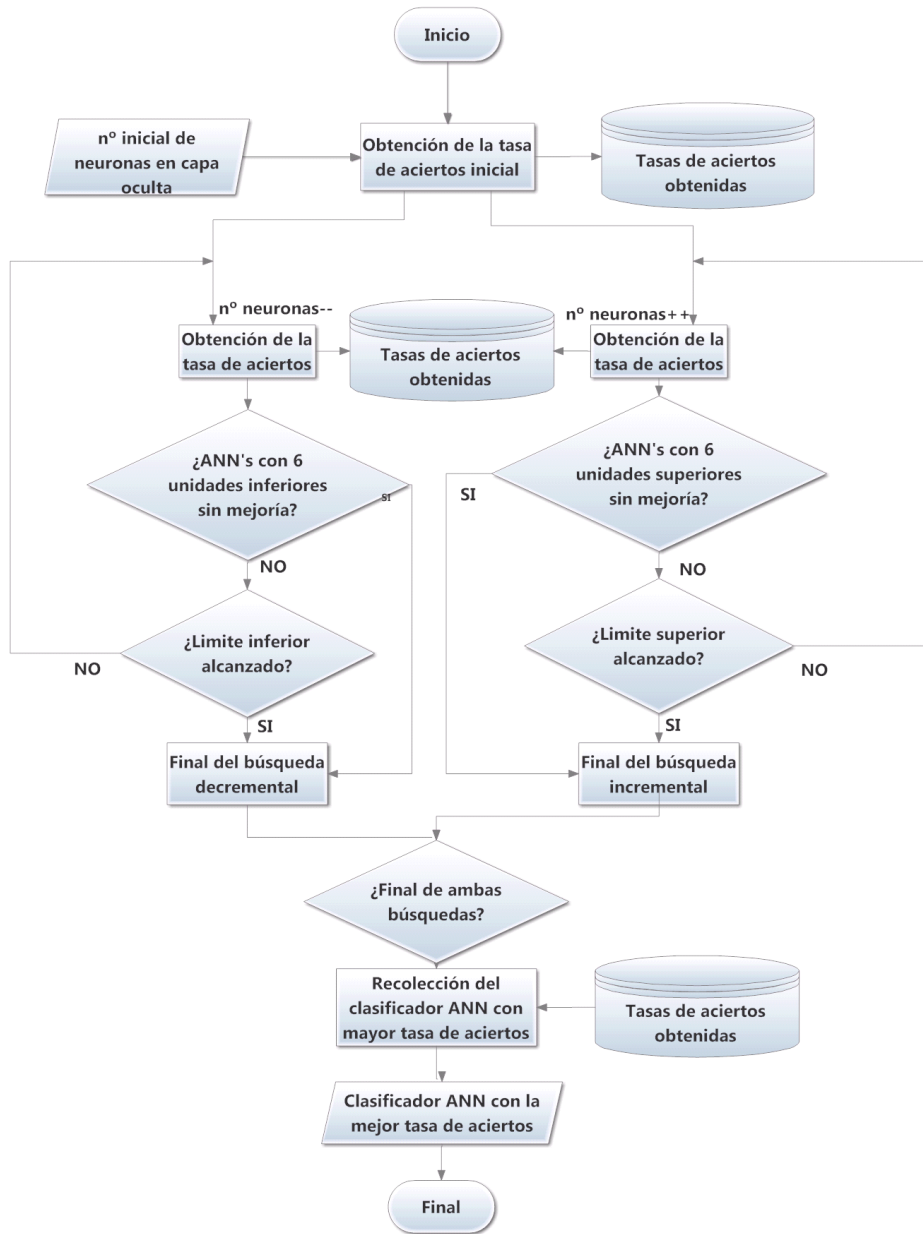 Inicio
nº inicial de
neuronas en capa
oculta
Obtención de la tasa
de aciertos inicial
Tasas de aciertos
obtenidas
nº neuronas--
nº neuronas++
Obtención de la
tasa de aciertos
Tasas de aciertos
obtenidas
Obtención de la
tasa de aciertos
¿ANN's con 6
unidades inferiores
sin mejoría?
SI
SI
¿ANN's con 6
unidades superiores
sin mejoría?
NO
NO
¿Limite inferior
alcanzado?
NO
¿Limite superior
alcanzado?
NO
SI
SI
Final del búsqueda
decremental
Final del búsqueda
incremental
¿Final de ambas
búsquedas?
Recolección del
clasificador ANN con
mayor tasa de aciertos
Tasas de aciertos
obtenidas
Clasificador ANN con la
mejor tasa de aciertos
Final